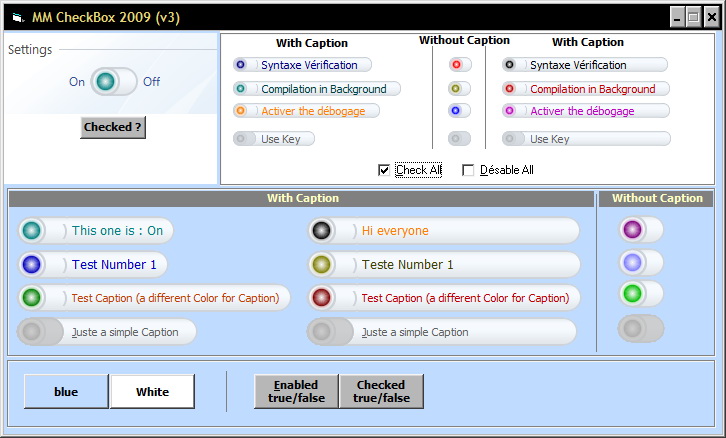 MM CheckBox 2009 (v3)
Settings
On Off
Checked ?
With Caption Without Caption With Caption
Syntaxe Vérification Syntaxe Vérification
Compilation in Background Compilation in Background
Activer the débogage Activer the débogage
Use Key Use Key
Check All Désable All
With Caption Without Caption
This one is : On Hi everyone
Test Number 1 Teste Number 1
Test Caption (a different Color for Caption) Test Caption (a different Color for Caption)
Juste a simple Caption Juste a simple Caption
blue White Enabled true/false Checked true/false